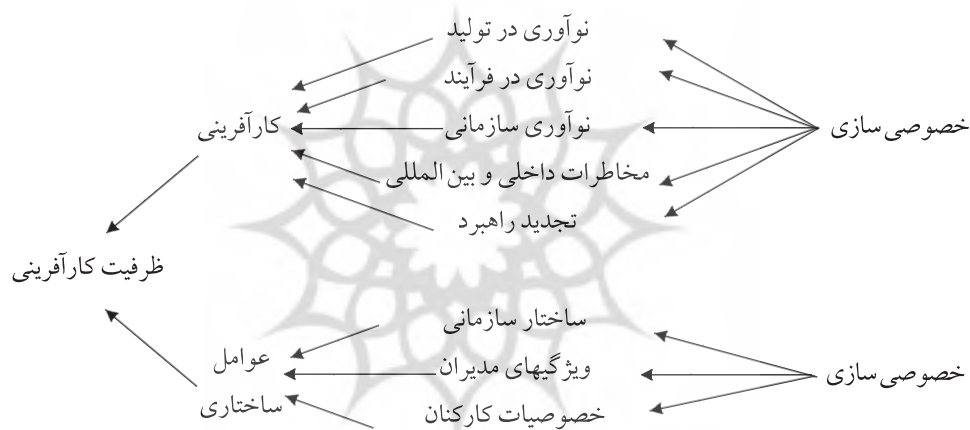 نوآوری در تولید
نوآوری در فرآیند
خصوصی سازی
نوآوری سازمانی
کارآفرینی
مخاطرات داخلی و بین المللی
تجدید راهبرد
ظرفیت کارآفرینی
ساختار سازمانی
خصوصی سازی
ویژگیهای مدیران
عوامل
ساختاری
خصوصیات کارکنان